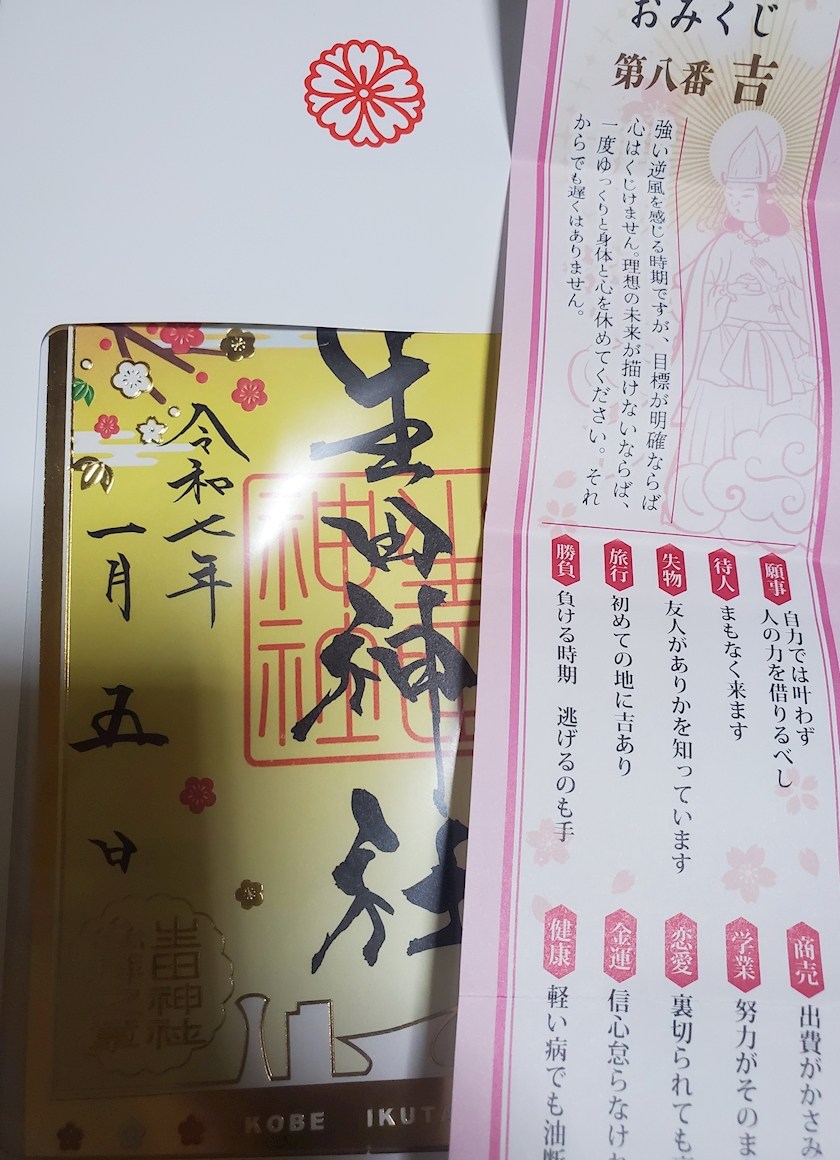 おみくじ
第八番 吉
強い逆風を感じる時期ですが、目標が明確ならば
心はくじけません。理想の未来が描けないならば、
一度ゆっくりと身体と心を休めてください。それ
からでも遅くはありません。
願事 自力では叶わず
人の力を借りるべし
待人 まもなく来ます
失物 友人がありかを知っています
旅行 初めての地に吉あり
勝負 負ける時期 逃げるのも手
商売 出費がかさみ
学業 努力がそのま
恋愛 裏切られても
金運 信心怠らなけれ
健康 軽い病でも油断
生田神社
令和七年
一月五日
生田神社
KOBE IKUTA